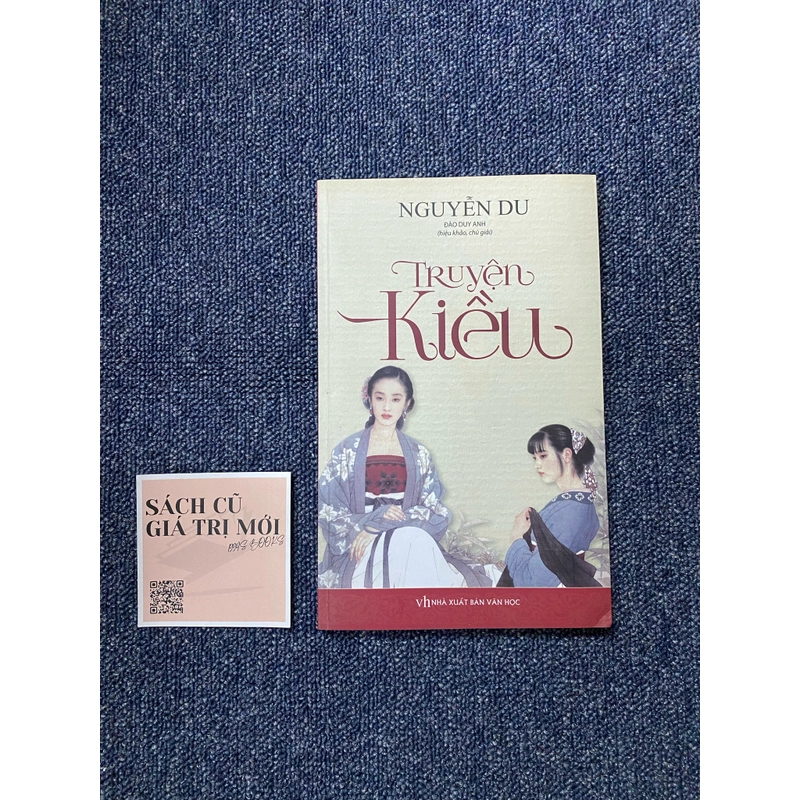 NGUYỄN DU
ĐÀO DUY ANH
(hiệu khảo, chú giải)
TRUYỆN
KIỀU
vh NHÀ XUẤT BẢN VĂN HỌC
SÁCH CŨ
GIÁ TRỊ MỚI
BOOKS